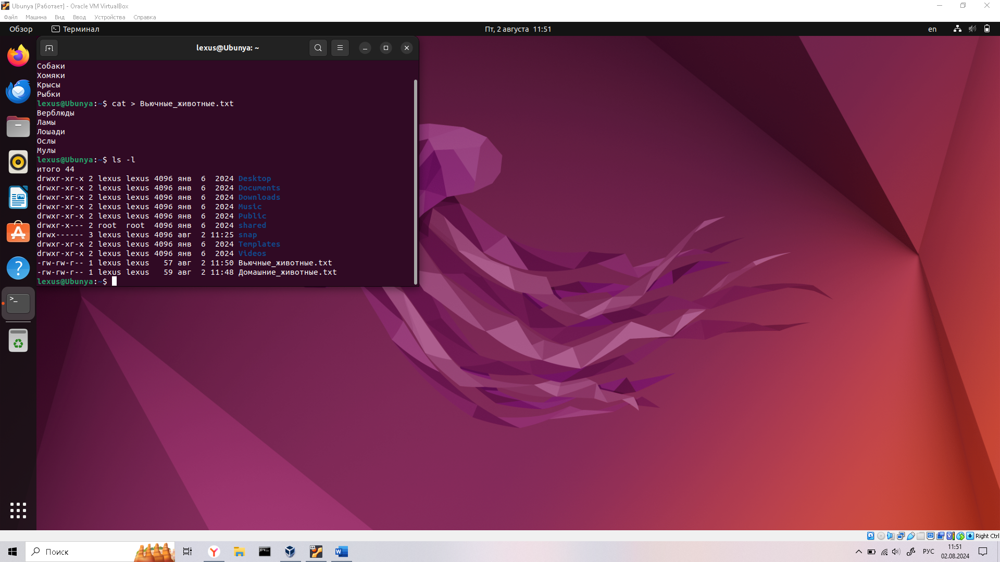 Ubunya [Работает] - Oracle VM VirtualBox
Файл Машина Вид Ввод Устройства Справка
Обзор Терминал Пт, 2 августа 11:51 en
lexus@Ubunya: ~
Собаки
Хомяки
Крысы
Рыбки
lexus@Ubunya:~$ cat > Вьючные_животные.txt
Верблюды
Ламы
Лошади
Ослы
Мулы
lexus@Ubunya:~$ ls -l
итого 44
drwxr-xr-x 2 lexus lexus 4096 янв  6  2024 Desktop
drwxr-xr-x 2 lexus lexus 4096 янв  6  2024 Documents
drwxr-xr-x 2 lexus lexus 4096 янв  6  2024 Downloads
drwxr-xr-x 2 lexus lexus 4096 янв  6  2024 Music
drwxr-xr-x 2 lexus lexus 4096 янв  6  2024 Public
drwxr-x--- 2 root  root  4096 янв  6  2024 shared
drwx------ 3 lexus lexus 4096 авг  2 11:25 snap
drwxr-xr-x 2 lexus lexus 4096 янв  6  2024 Templates
drwxr-xr-x 2 lexus lexus 4096 янв  6  2024 Videos
-rw-rw-r-- 1 lexus lexus   57 авг  2 11:50 Вьючные_животные.txt
-rw-rw-r-- 1 lexus lexus   59 авг  2 11:48 Домашние_животные.txt
lexus@Ubunya:~$
Right Ctrl
Поиск
РУС
11:51
02.08.2024